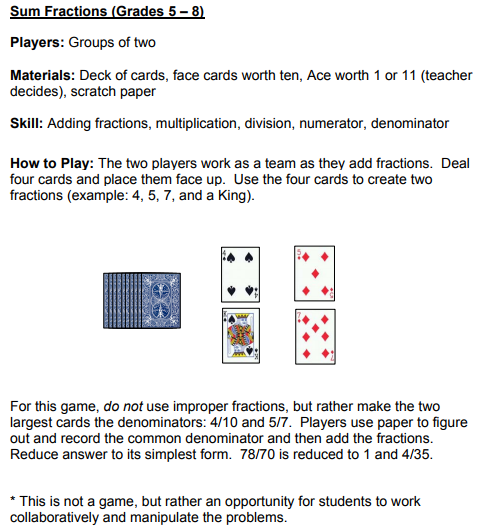 Sum Fractions (Grades 5 – 8)
Players: Groups of two
Materials: Deck of cards, face cards worth ten, Ace worth 1 or 11 (teacher
decides), scratch paper
Skill: Adding fractions, multiplication, division, numerator, denominator
How to Play: The two players work as a team as they add fractions.  Deal
four cards and place them face up.  Use the four cards to create two
fractions (example: 4, 5, 7, and a King).
4
5
K
7
For this game, do not use improper fractions, but rather make the two
largest cards the denominators: 4/10 and 5/7.  Players use paper to figure
out and record the common denominator and then add the fractions.
Reduce answer to its simplest form.  78/70 is reduced to 1 and 4/35.
* This is not a game, but rather an opportunity for students to work
collaboratively and manipulate the problems.